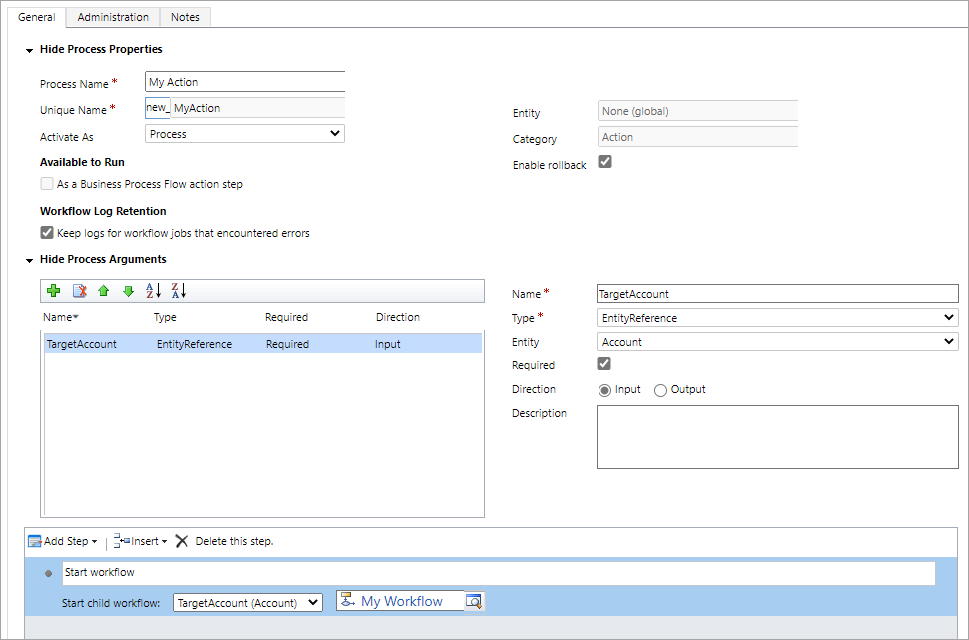 General Administration Notes
Hide Process Properties
Process Name * My Action
Unique Name * new_ MyAction
Activate As Process
Entity None (global)
Category Action
Enable rollback
Available to Run
As a Business Process Flow action step
Workflow Log Retention
Keep logs for workflow jobs that encountered errors
Hide Process Arguments
A Z Z A
Name Type Required Direction
TargetAccount EntityReference Required Input
Name * TargetAccount
Type * EntityReference
Entity Account
Required
Direction Input Output
Description
Add Step Insert Delete this step.
Start workflow
Start child workflow: TargetAccount (Account) My Workflow